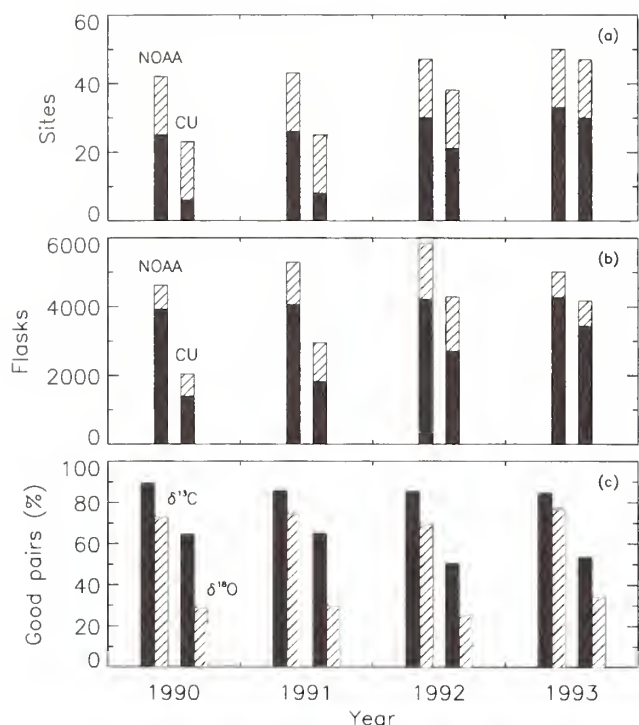 60
(a)
NOAA
40
CU
20
0
Sites
6000
(b)
NOAA
4000
CU
2000
0
Flasks
100
(c)
80
δ¹³C
60
40
δ¹⁸O
20
0
Good pairs (%)
1990 1991 1992 1993
Year